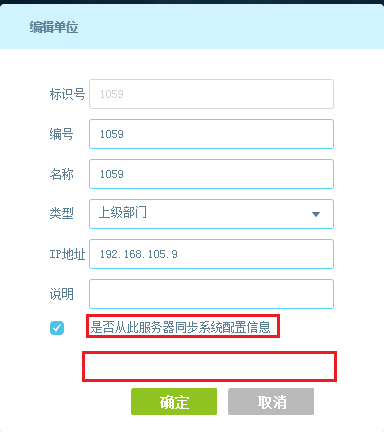 编辑单位
标识号 1059
编号 1059
名称 1059
类型 上级部门
IP地址 192.168.105.9
说明
是否从此服务器同步系统配置信息
确定 取消